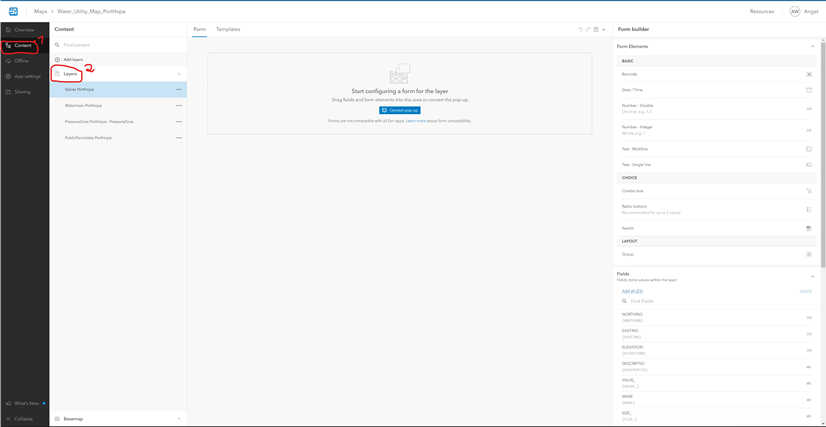 Maps > Water_Utility_Map_PortHope
Resources
AW
Angel
Overview
Content
1
Offline
App settings
Sharing
What's New
Collapse
Content
Find content
Add layers
Layers
2
Valves PortHope
Watermain PortHope
PressureZone PortHope - PressureZone
PublicParceldata PortHope
Basemap
Form
Templates
Start configuring a form for the layer
Drag fields and form elements into this area or convert the pop-up
Convert pop-up
Forms are not compatible with all Esri apps. Learn more about form compatibility.
Form builder
Form Elements
BASIC
Barcode
Date / Time
Number - Double
Decimal, e.g. 1.2
Number - Integer
Whole, e.g. 1
Text - Multiline
Text - Single line
CHOICE
Combo box
Radio buttons
Recommended for up to 5 values.
Switch
LAYOUT
Group
Fields
Fields store values within the layer
Add all (23)
Delete
Find Fields
NORTHING
{NORTHING}
EASTING
{EASTING}
ELEVATION
{ELEVATION}
DESCRIPTIO
{DESCRIPTIO}
VALVE_
{VALVE_}
MAKE
{MAKE}
SIZE_
{SIZE_}